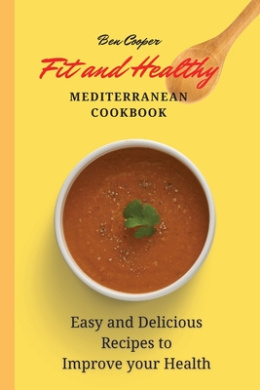 Ben Cooper
Fit and Healthy
MEDITERRANEAN
COOKBOOK
Easy and Delicious
Recipes to
Improve your Health